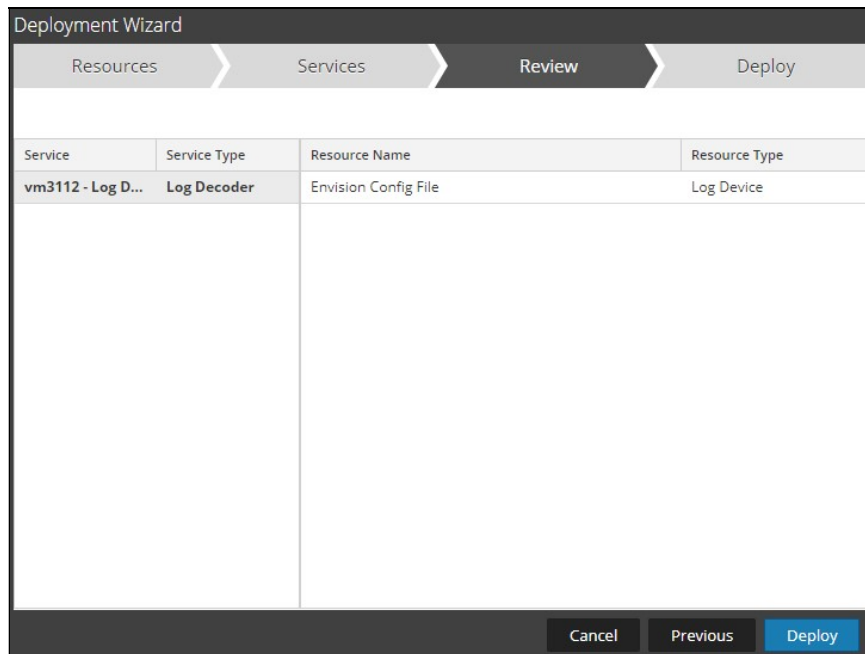 Deployment Wizard
Resources Services Review Deploy
Service Service Type Resource Name Resource Type
vm3112 - Log D... Log Decoder Envision Config File Log Device
Cancel Previous Deploy